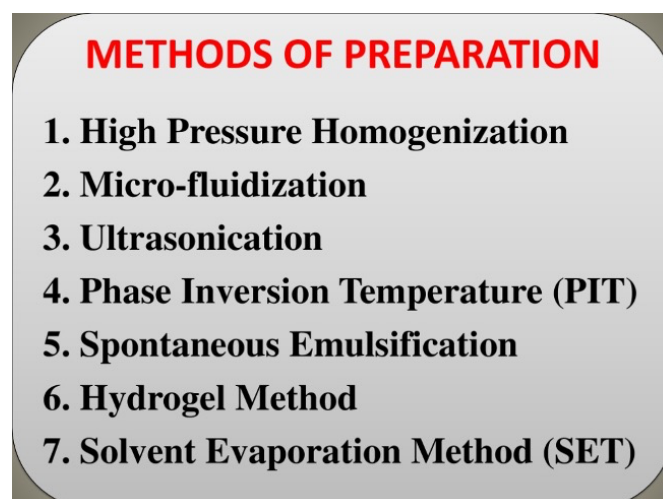 METHODS OF PREPARATION
1. High Pressure Homogenization
2. Micro-fluidization
3. Ultrasonication
4. Phase Inversion Temperature (PIT)
5. Spontaneous Emulsification
6. Hydrogel Method
7. Solvent Evaporation Method (SET)